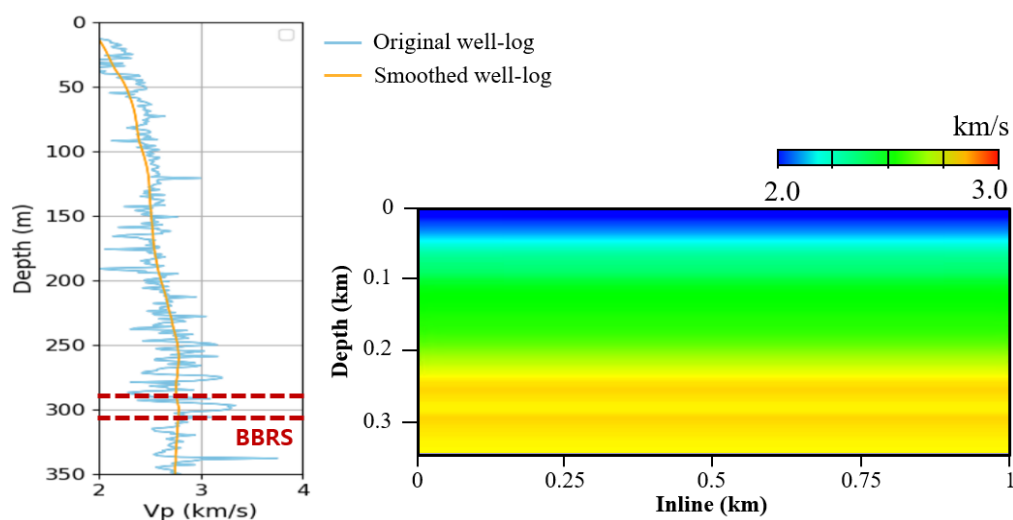 0
50
100
150
200
250
300
350
Depth (m)
BBRS
2
3
4
Vp (km/s)
Original well-log
Smoothed well-log
km/s
2.0
3.0
0
0.1
0.2
0.3
Depth (km)
0
0.25
0.5
0.75
1
Inline (km)